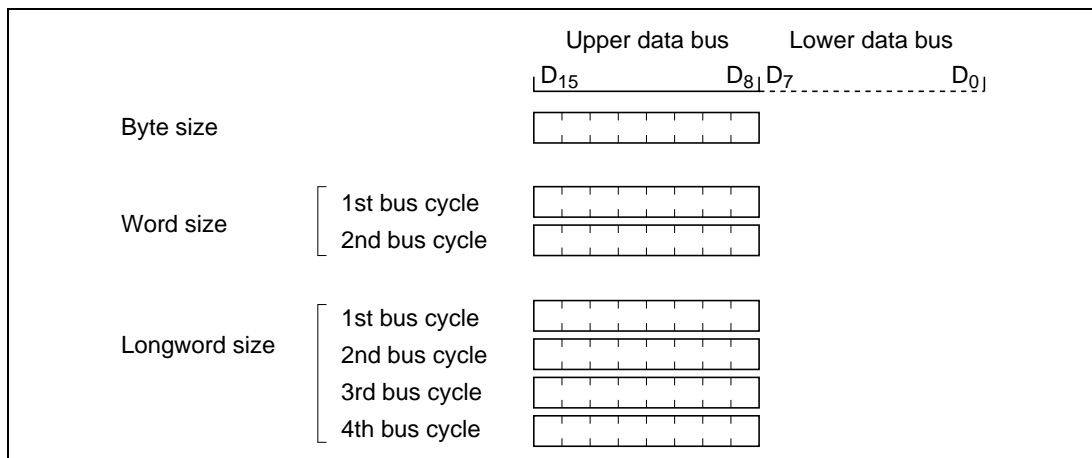 Upper data bus Lower data bus
D15 D8 D7 D0
Byte size
1st bus cycle
Word size
2nd bus cycle
1st bus cycle
Longword size
2nd bus cycle
3rd bus cycle
4th bus cycle